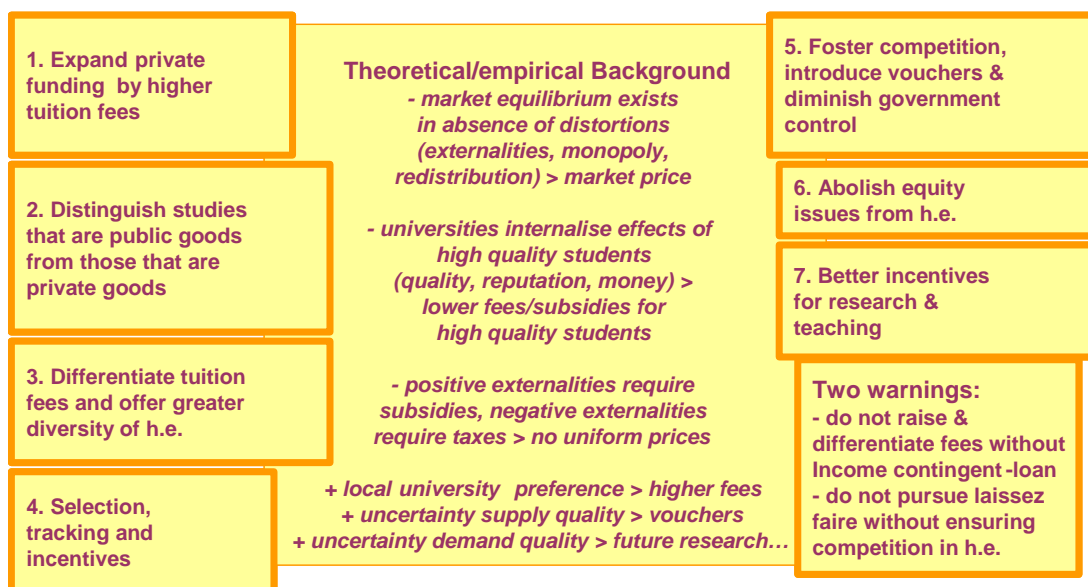 1. Expand private
funding by higher
tuition fees
2. Distinguish studies
that are public goods
from those that are
private goods
3. Differentiate tuition
fees and offer greater
diversity of h.e.
4. Selection,
tracking and
incentives
Theoretical/empirical Background
- market equilibrium exists
in absence of distortions
(externalities, monopoly,
redistribution) > market price
- universities internalise effects of
high quality students
(quality, reputation, money) >
lower fees/subsidies for
high quality students
- positive externalities require
subsidies, negative externalities
require taxes > no uniform prices
+ local university preference > higher fees
+ uncertainty supply quality > vouchers
+ uncertainty demand quality > future research…
5. Foster competition,
introduce vouchers &
diminish government
control
6. Abolish equity
issues from h.e.
7. Better incentives
for research &
teaching
Two warnings:
- do not raise &
differentiate fees without
Income contingent-loan
- do not pursue laissez
faire without ensuring
competition in h.e.